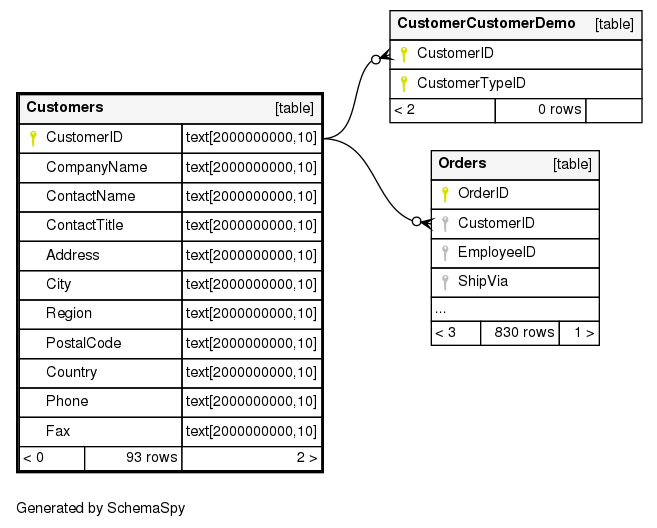 CustomerCustomerDemo [table]
CustomerID
CustomerTypeID
< 2 0 rows
Customers [table]
CustomerID text[2000000000,10]
CompanyName text[2000000000,10]
ContactName text[2000000000,10]
ContactTitle text[2000000000,10]
Address text[2000000000,10]
City text[2000000000,10]
Region text[2000000000,10]
PostalCode text[2000000000,10]
Country text[2000000000,10]
Phone text[2000000000,10]
Fax text[2000000000,10]
< 0 93 rows 2 >
Orders [table]
OrderID
CustomerID
EmployeeID
ShipVia
...
< 3 830 rows 1 >
Generated by SchemaSpy